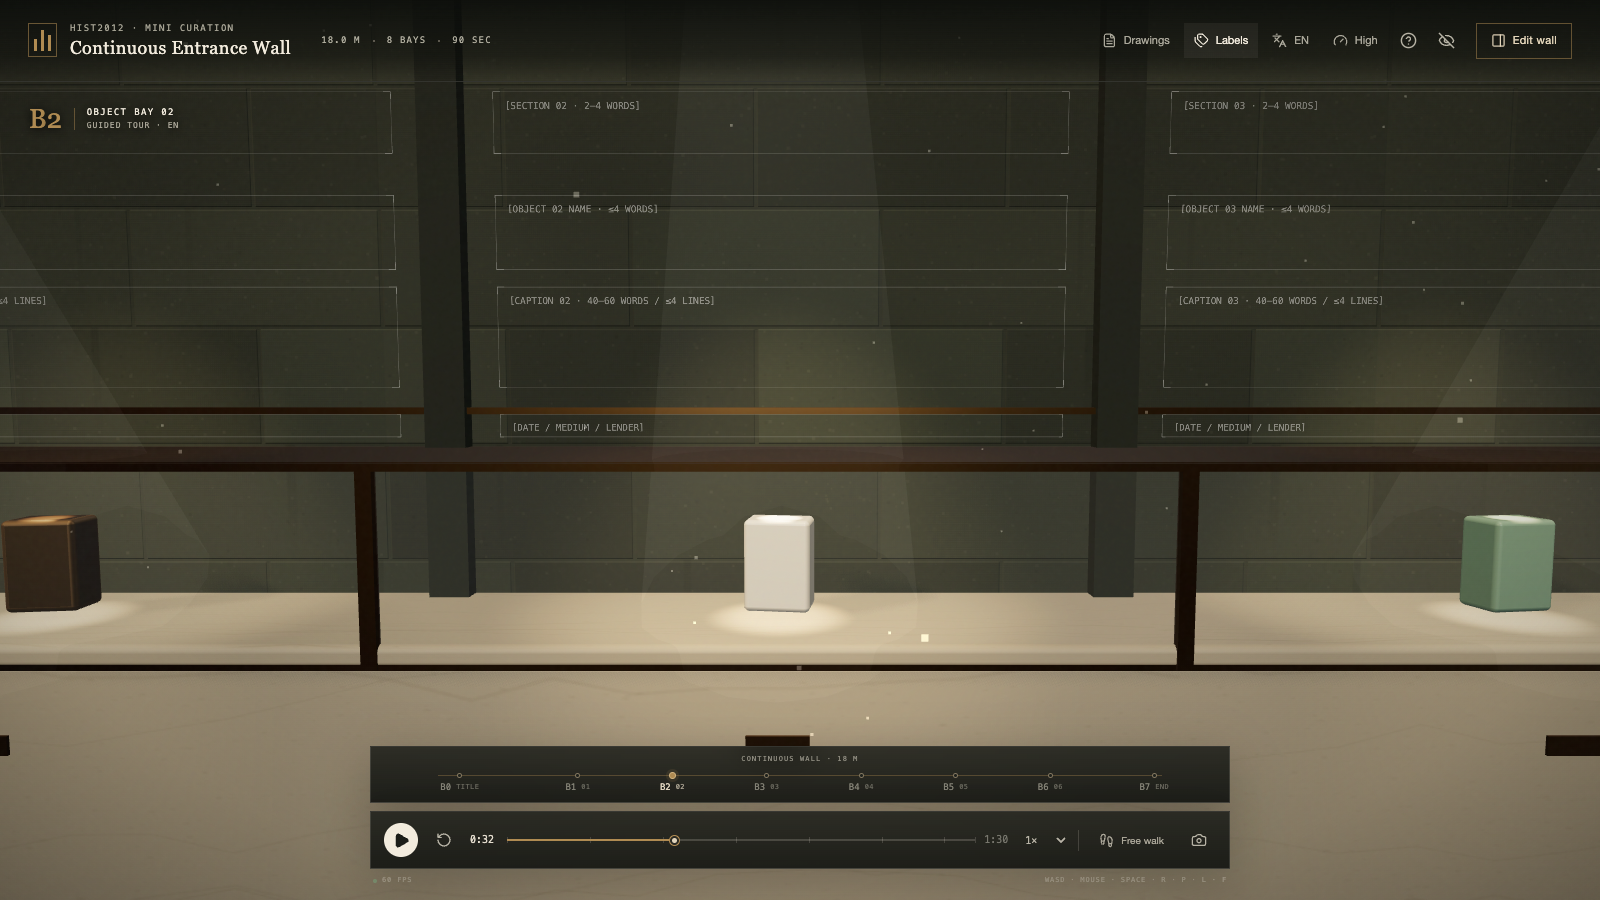 HIST2012 · MINI CURATION
Continuous Entrance Wall
18.0 M · 8 BAYS · 90 SEC
Drawings
Labels
EN
High
Edit wall
B2
OBJECT BAY 02
GUIDED TOUR · EN
[SECTION 02 · 2–4 WORDS]
[SECTION 03 · 2–4 WORDS]
[OBJECT 02 NAME · ≤4 WORDS]
[OBJECT 03 NAME · ≤4 WORDS]
≤4 LINES]
[CAPTION 02 · 40–60 WORDS / ≤4 LINES]
[CAPTION 03 · 40–60 WORDS / ≤4 LINES]
[DATE / MEDIUM / LENDER]
[DATE / MEDIUM / LENDER]
CONTINUOUS WALL · 18 M
B0 TITLE
B1 01
B2 02
B3 03
B4 04
B5 05
B6 06
B7 END
0:32
1:30
1×
Free walk
60 FPS
WASD · MOUSE · SPACE · R · P · L · F